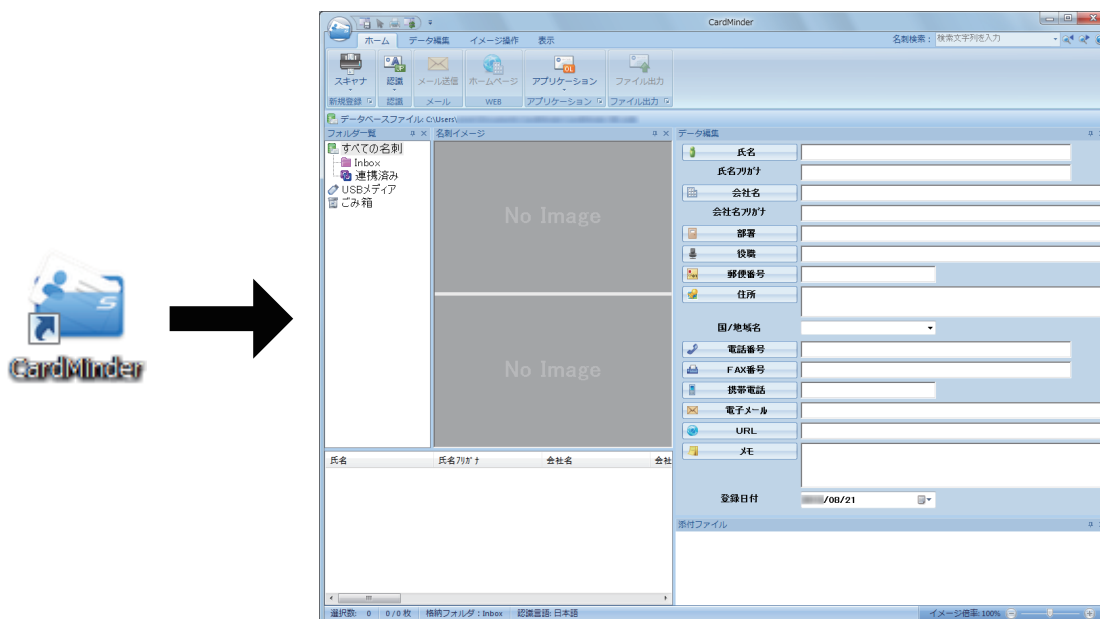 CardMinder
CardMinder
ホーム データ編集 イメージ操作 表示 名刺検索： 検索文字列を入力
スキャナ 認識 メール送信 ホームページ アプリケーション ファイル出力
新規登録 認識 メール WEB アプリケーション ファイル出力
データベースファイル: C:\Users\
フォルダ一覧 名刺イメージ データ編集
すべての名刺
Inbox
連携済み
USBメディア
ごみ箱
No Image
No Image
氏名
氏名ﾌﾘｶﾞﾅ
会社名
会社名ﾌﾘｶﾞﾅ
部署
役職
郵便番号
住所
国/地域名
電話番号
FAX番号
携帯電話
電子メール
URL
メモ
登録日付 /08/21
添付ファイル
氏名 氏名ﾌﾘｶﾞﾅ 会社名 会社
選択数: 0 0/0 枚 格納フォルダ：Inbox 認識言語: 日本語 イメージ倍率: 100%